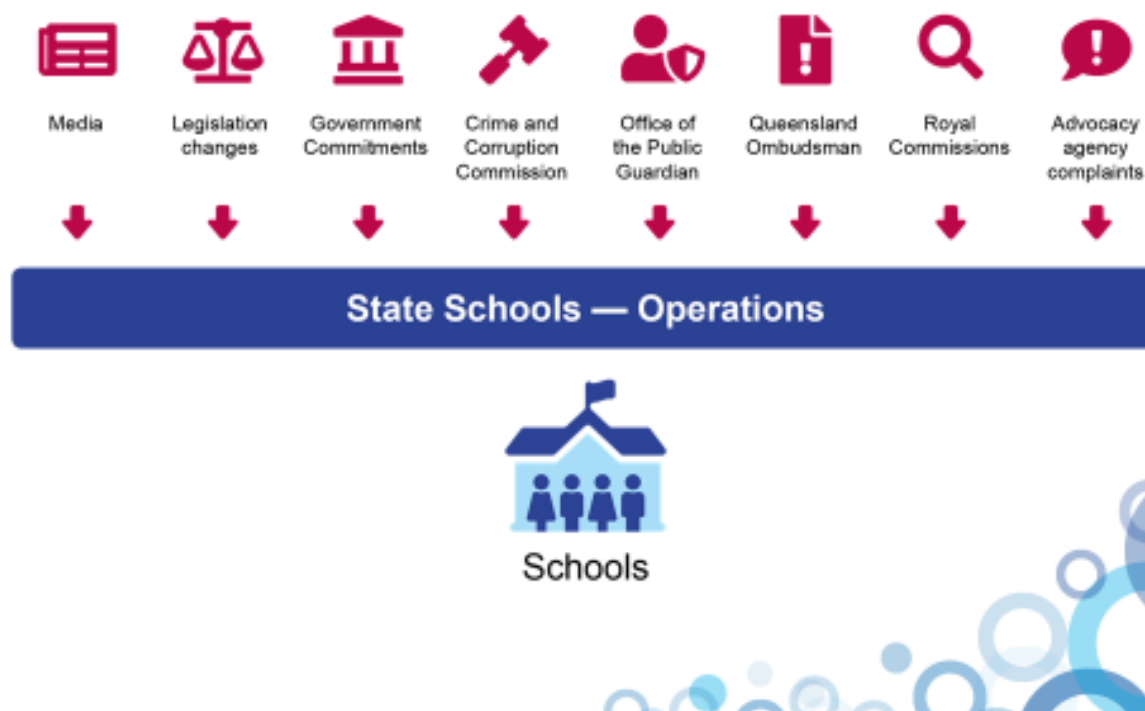 Media
Legislation
changes
Government
Commitments
Crime and
Corruption
Commission
Office of
the Public
Guardian
Queensland
Ombudsman
Royal
Commissions
Advocacy
agency
complaints
State Schools — Operations
Schools